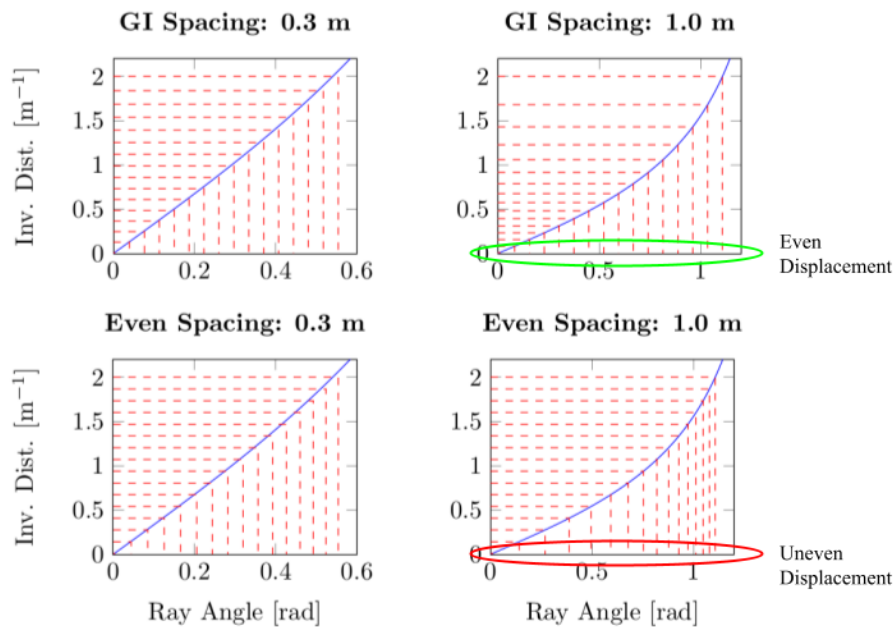 GI Spacing: 0.3 m
GI Spacing: 1.0 m
Inv. Dist. [m⁻¹]
2
1.5
1
0.5
0
0
0.2
0.4
0.6
2
1.5
1
0.5
0
0
0.5
1
Even
Displacement
Even Spacing: 0.3 m
Even Spacing: 1.0 m
Inv. Dist. [m⁻¹]
2
1.5
1
0.5
0
0
0.2
0.4
0.6
Ray Angle [rad]
2
1.5
1
0.5
0
0
0.5
1
Ray Angle [rad]
Uneven
Displacement